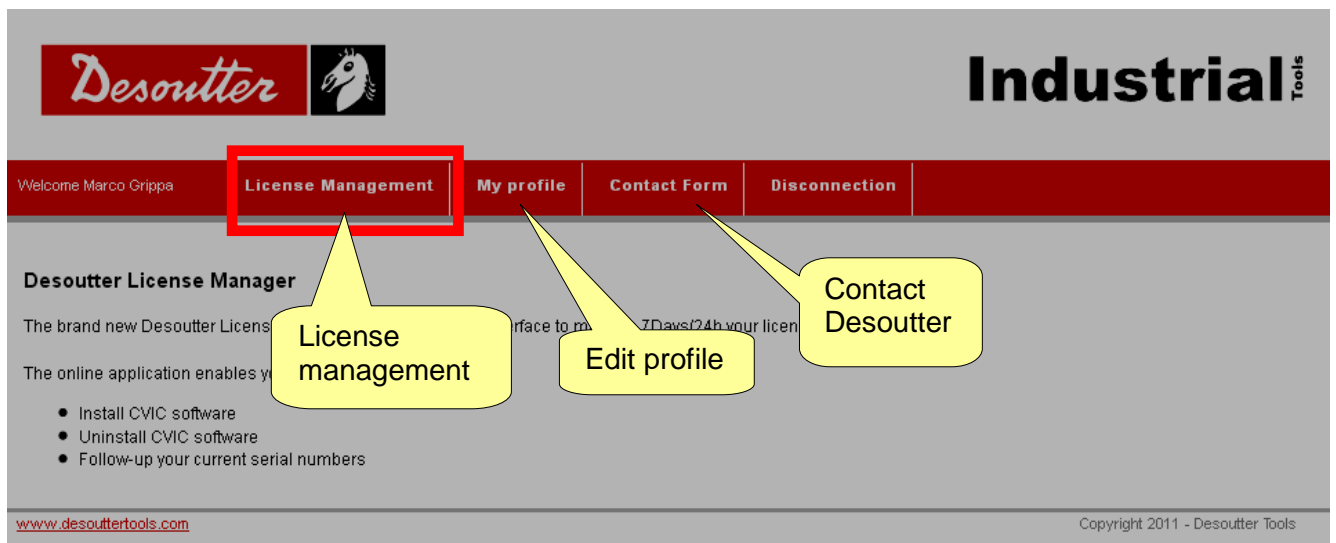 Desoutter
Industrial Tools
Welcome Marco Grippa
License Management
My profile
Contact Form
Disconnection
Desoutter License Manager
The brand new Desoutter Licens rface to m 7Days/24h your licen
The online application enables y
Install CVIC software
Uninstall CVIC software
Follow-up your current serial numbers
License
management
Edit profile
Contact
Desoutter
www.desouttertools.com
Copyright 2011 - Desoutter Tools